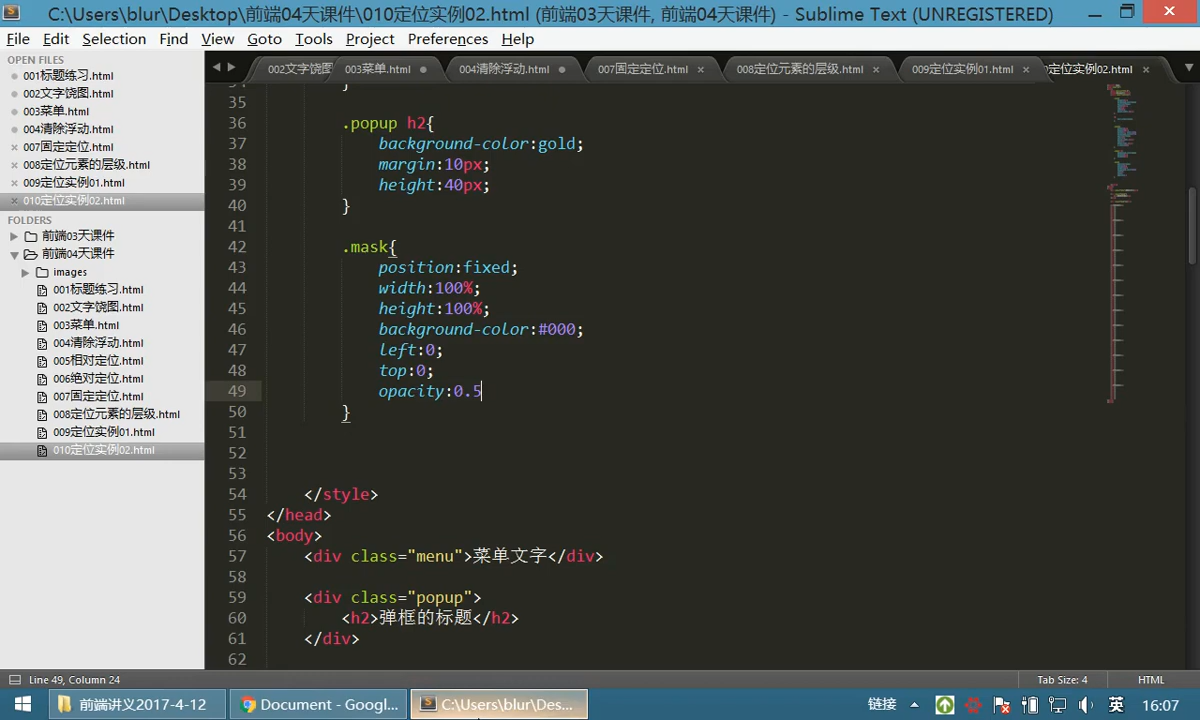 C:\Users\blur\Desktop\前端04天课件\010定位实例02.html (前端03天课件, 前端04天课件) - Sublime Text (UNREGISTERED)
File Edit Selection Find View Goto Tools Project Preferences Help
OPEN FILES
001标题练习.html
002文字饶图.html
003菜单.html
004清除浮动.html
007固定定位.html
008定位元素的层级.html
009定位实例01.html
010定位实例02.html
FOLDERS
前端03天课件
前端04天课件
images
001标题练习.html
002文字饶图.html
003菜单.html
004清除浮动.html
005相对定位.html
006绝对定位.html
007固定定位.html
008定位元素的层级.html
009定位实例01.html
010定位实例02.html
002文字饶图 003菜单.html 004清除浮动.html 007固定定位.html 008定位元素的层级.html 009定位实例01.html 定位实例02.html
35
36 .popup h2{
37 background-color:gold;
38 margin:10px;
39 height:40px;
40 }
41
42 .mask{
43 position:fixed;
44 width:100%;
45 height:100%;
46 background-color:#000;
47 left:0;
48 top:0;
49 opacity:0.5
50 }
51
52
53
54 </style>
55 </head>
56 <body>
57 <div class="menu">菜单文字</div>
58
59 <div class="popup">
60 <h2>弹框的标题</h2>
61 </div>
62
Line 49, Column 24 Tab Size: 4 HTML
前端讲义2017-4-12 Document - Googl... C:\Users\blur\Des... 链接 英 16:07